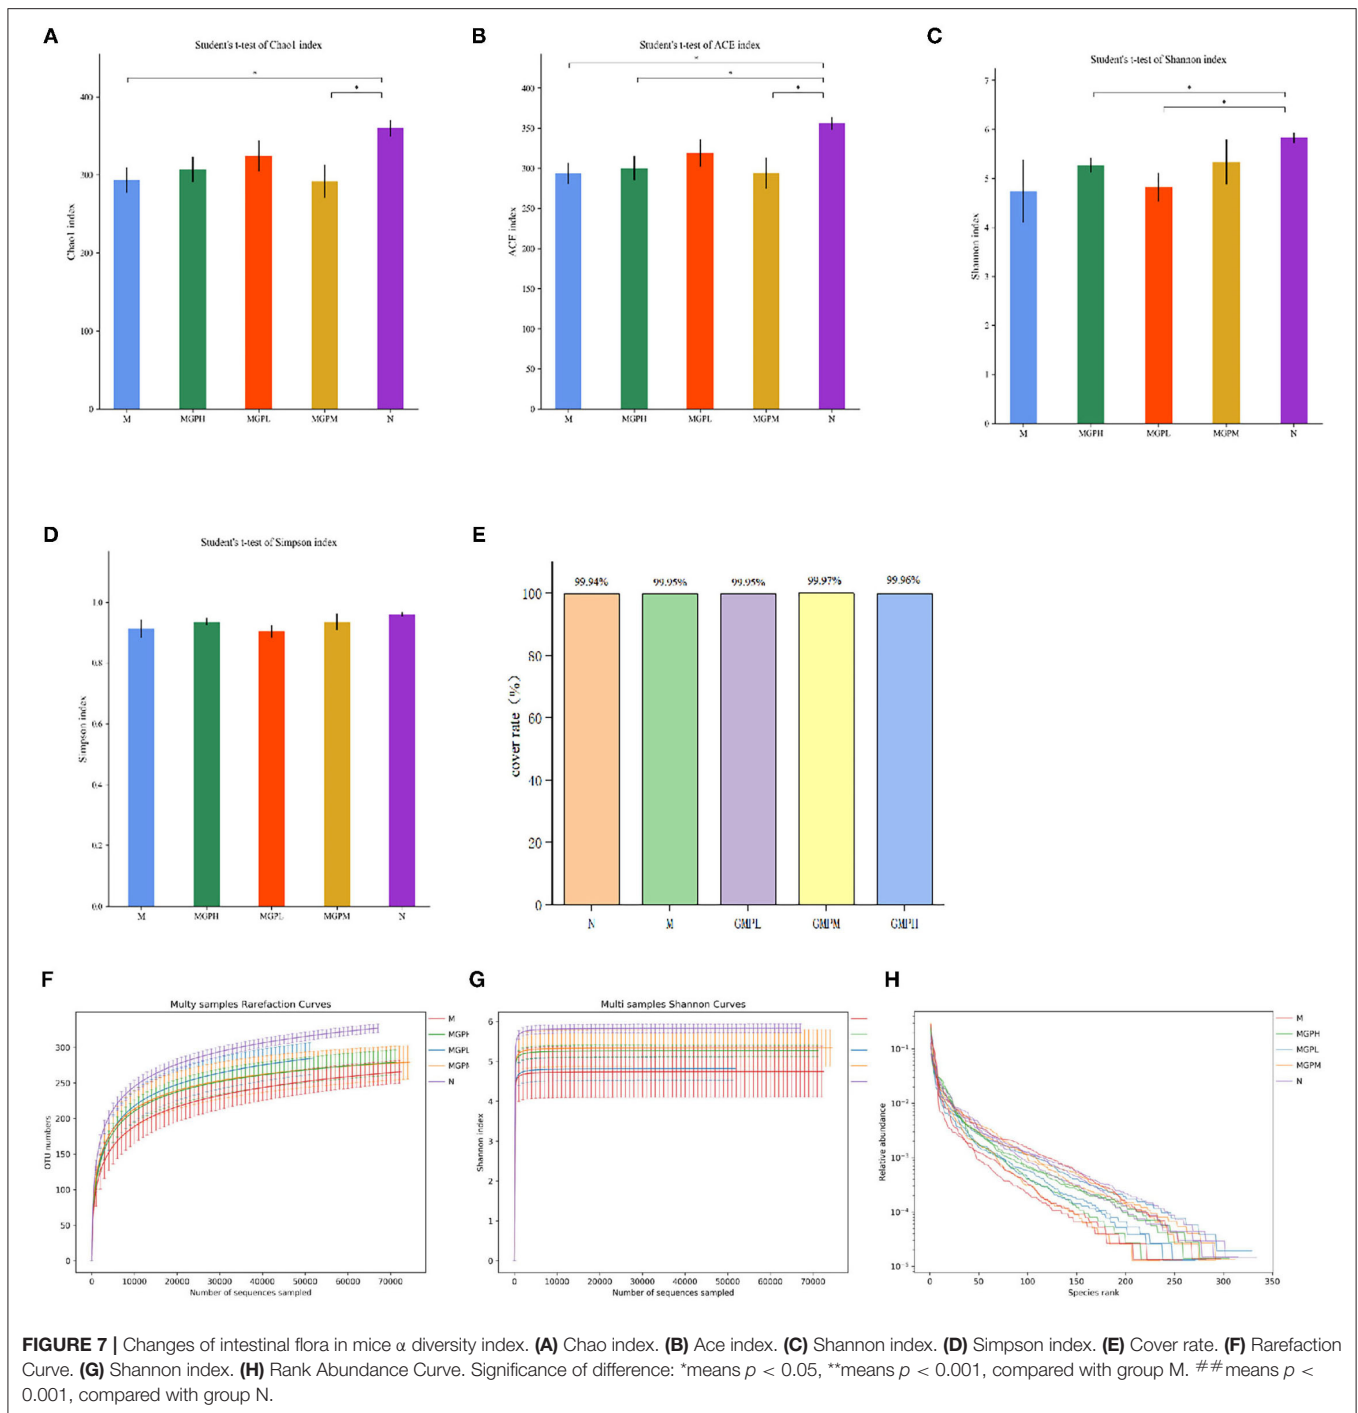 A
Student's t-test of Chao1 index
*
*
400
300
200
100
0
Chao1 index
M MGPH MGPL MGPM N
B
Student's t-test of ACE index
*
*
*
400
350
300
250
200
150
100
50
0
ACE index
M MGPH MGPL MGPM N
C
Student's t-test of Shannon index
*
*
7
6
5
4
3
2
1
0
Shannon index
M MGPH MGPL MGPM N
D
Student's t-test of Simpson index
1.0
0.8
0.6
0.4
0.2
0.0
Simpson index
M MGPH MGPL MGPM N
E
99.94% 99.95% 99.95% 99.97% 99.96%
100
80
60
40
20
0
cover rate (%)
N M GMPL GMPM GMPH
F
Multy samples Rarefaction Curves
M
MGPH
MGPL
MGPM
N
300
250
200
150
100
50
0
OTU numbers
0 10000 20000 30000 40000 50000 60000 70000
Number of sequences sampled
G
Multi samples Shannon Curves
6
5
4
3
2
1
0
Shannon index
0 10000 20000 30000 40000 50000 60000 70000
Number of sequences sampled
H
M
MGPH
MGPL
MGPM
N
10⁻¹
10⁻²
10⁻³
10⁻⁴
10⁻⁵
Relative abundance
0 50 100 150 200 250 300 350
Species rank
FIGURE 7 | Changes of intestinal flora in mice α diversity index. (A) Chao index. (B) Ace index. (C) Shannon index. (D) Simpson index. (E) Cover rate. (F) Rarefaction
Curve. (G) Shannon index. (H) Rank Abundance Curve. Significance of difference: *means p < 0.05, **means p < 0.001, compared with group M. ##means p <
0.001, compared with group N.